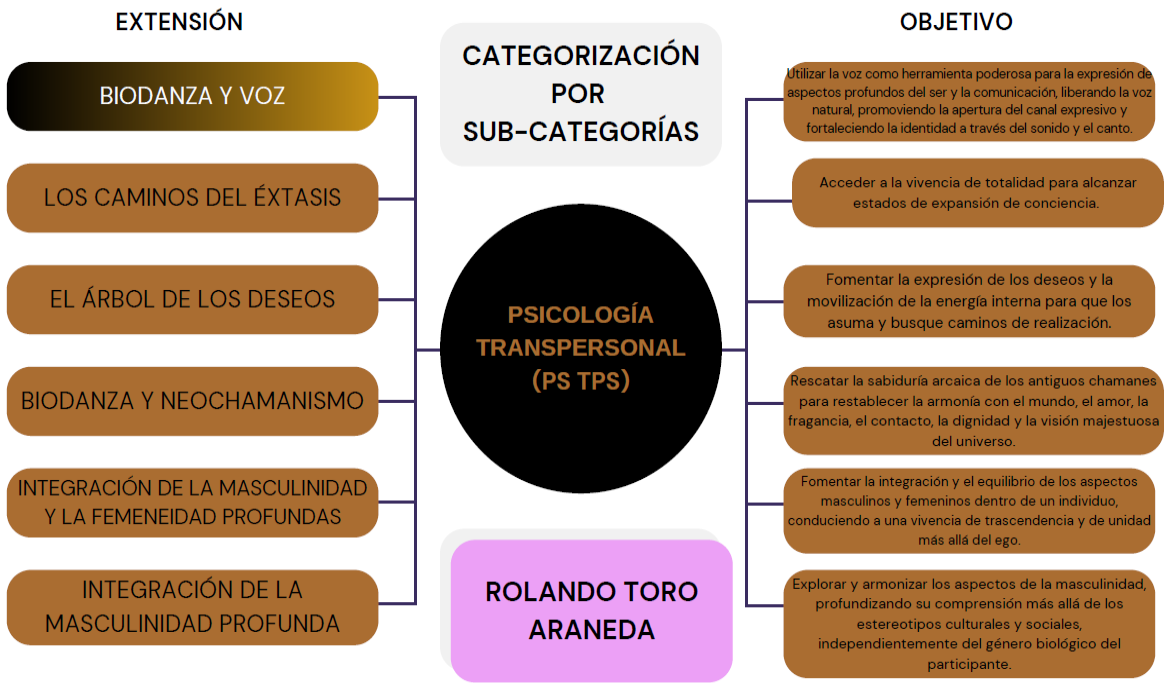 EXTENSIÓN
BIODANZA Y VOZ
LOS CAMINOS DEL ÉXTASIS
EL ÁRBOL DE LOS DESEOS
BIODANZA Y NEOCHAMANISMO
INTEGRACIÓN DE LA MASCULINIDAD
Y LA FEMENEIDAD PROFUNDAS
INTEGRACIÓN DE LA
MASCULINIDAD PROFUNDA
CATEGORIZACIÓN
POR
SUB-CATEGORÍAS
PSICOLOGÍA
TRANSPERSONAL
(PS TPS)
ROLANDO TORO
ARANEDA
OBJETIVO
Utilizar la voz como herramienta poderosa para la expresión de
aspectos profundos del ser y la comunicación, liberando la voz
natural, promoviendo la apertura del canal expresivo y
fortaleciendo la identidad a través del sonido y el canto.
Acceder a la vivencia de totalidad para alcanzar
estados de expansión de conciencia.
Fomentar la expresión de los deseos y la
movilización de la energía interna para que los
asuma y busque caminos de realización.
Rescatar la sabiduría arcaica de los antiguos chamanes
para restablecer la armonía con el mundo, el amor, la
fragancia, el contacto, la dignidad y la visión majestuosa
del universo.
Fomentar la integración y el equilibrio de los aspectos
masculinos y femeninos dentro de un individuo,
conduciendo a una vivencia de trascendencia y de unidad
más allá del ego.
Explorar y armonizar los aspectos de la masculinidad,
profundizando su comprensión más allá de los
estereotipos culturales y sociales,
independientemente del género biológico del
participante.